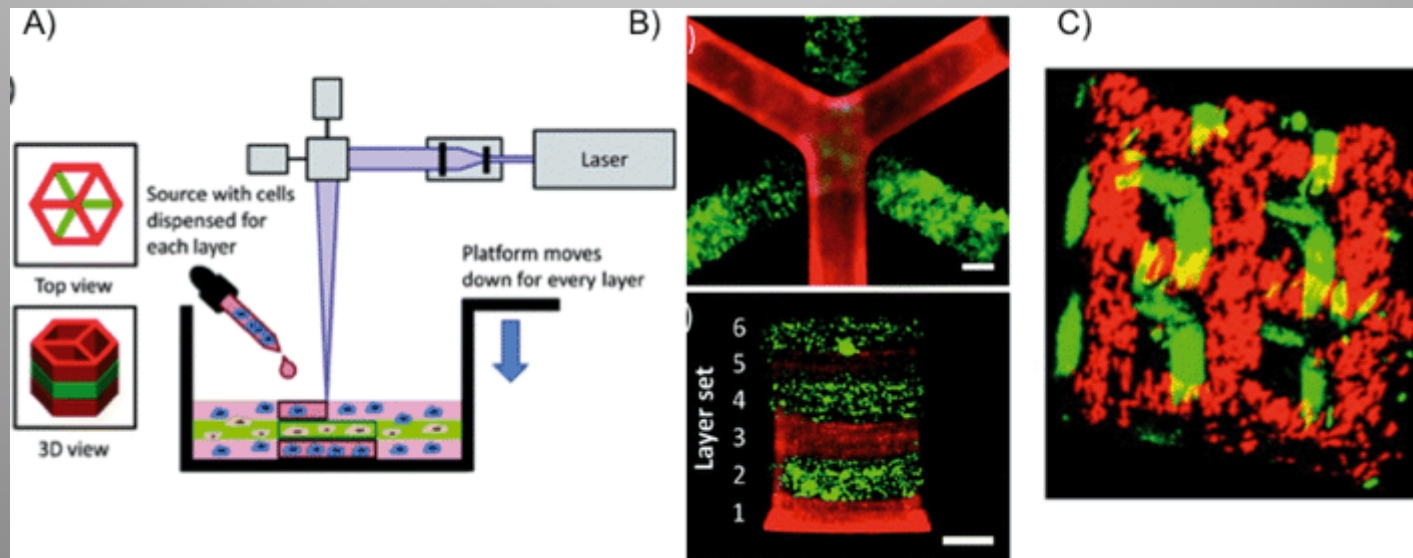 A)
B)
C)
)
)
)
Laser
Source with cells
dispensed for
each layer
Top view
Platform moves
down for every layer
3D view
Layer set
6
5
4
3
2
1